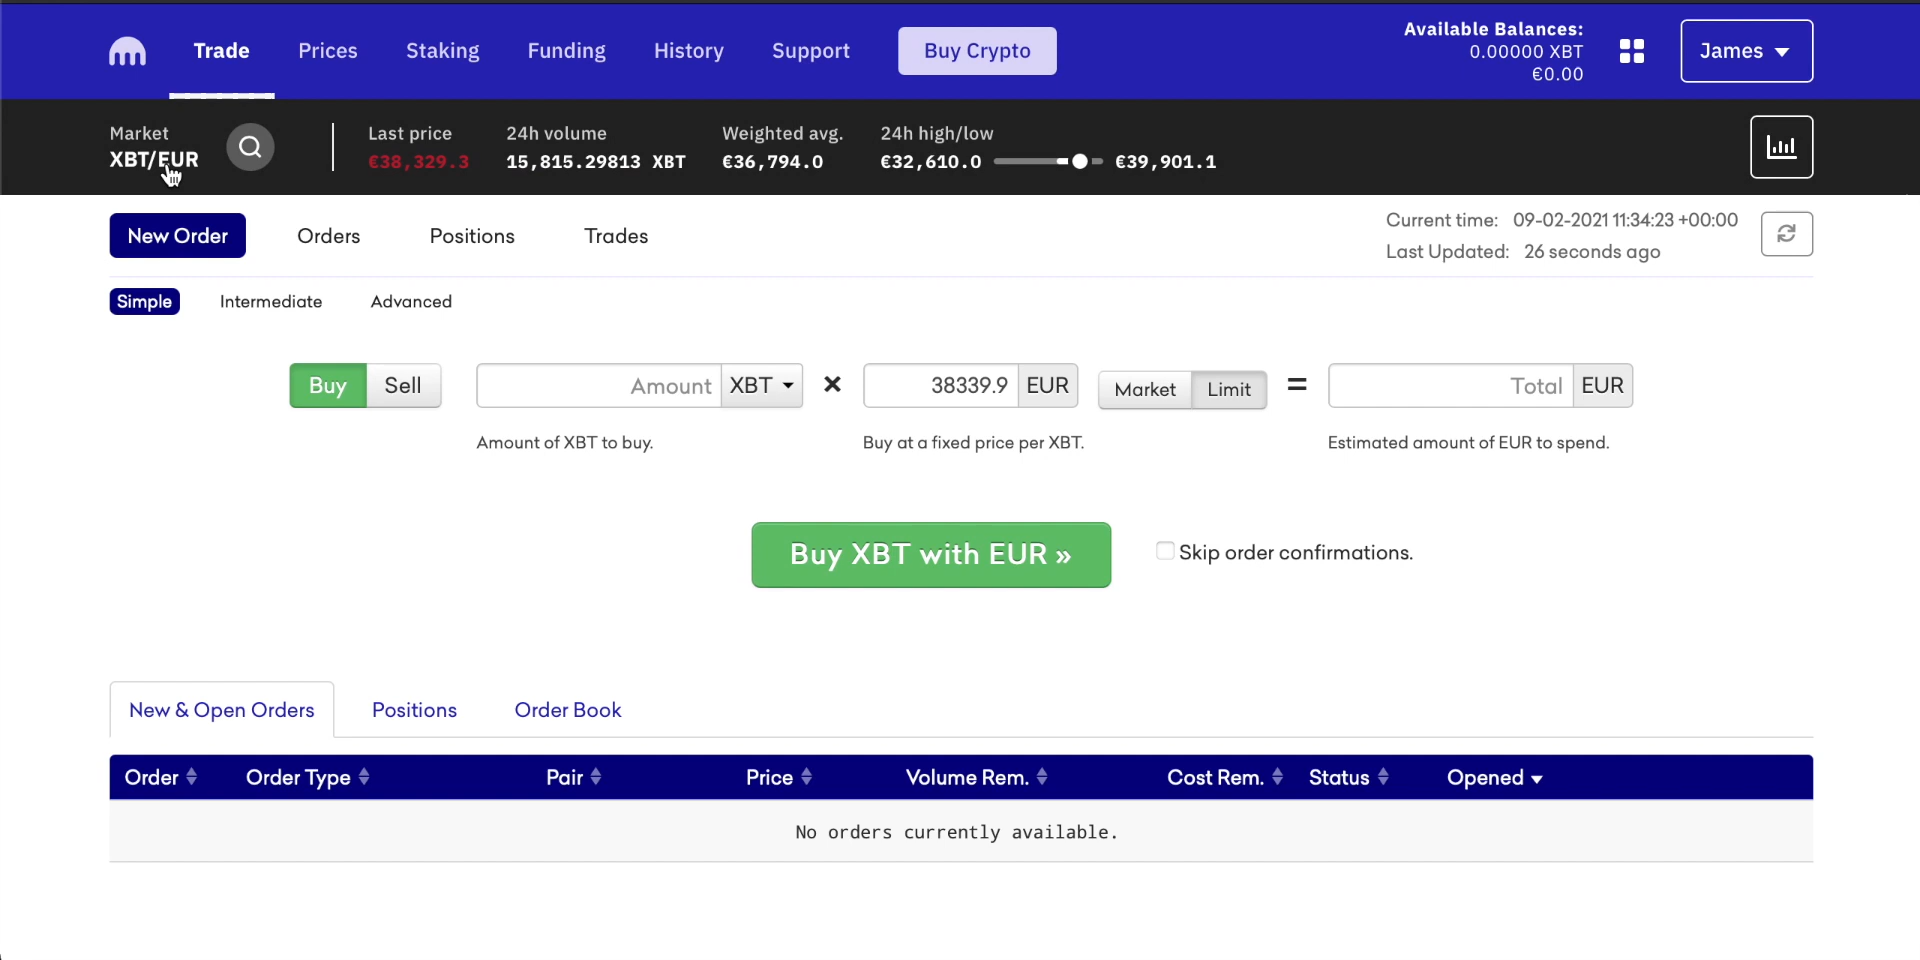 Trade Prices Staking Funding History Support Buy Crypto
Available Balances:
0.00000 XBT
€0.00
James
Market
XBT/EUR
Last price
€38,329.3
24h volume
15,815.29813 XBT
Weighted avg.
€36,794.0
24h high/low
€32,610.0 €39,901.1
New Order Orders Positions Trades
Current time: 09-02-2021 11:34:23 +00:00
Last Updated: 26 seconds ago
Simple Intermediate Advanced
Buy Sell Amount XBT × 38339.9 EUR Market Limit = Total EUR
Amount of XBT to buy. Buy at a fixed price per XBT. Estimated amount of EUR to spend.
Buy XBT with EUR » Skip order confirmations.
New & Open Orders Positions Order Book
Order Order Type Pair Price Volume Rem. Cost Rem. Status Opened
No orders currently available.